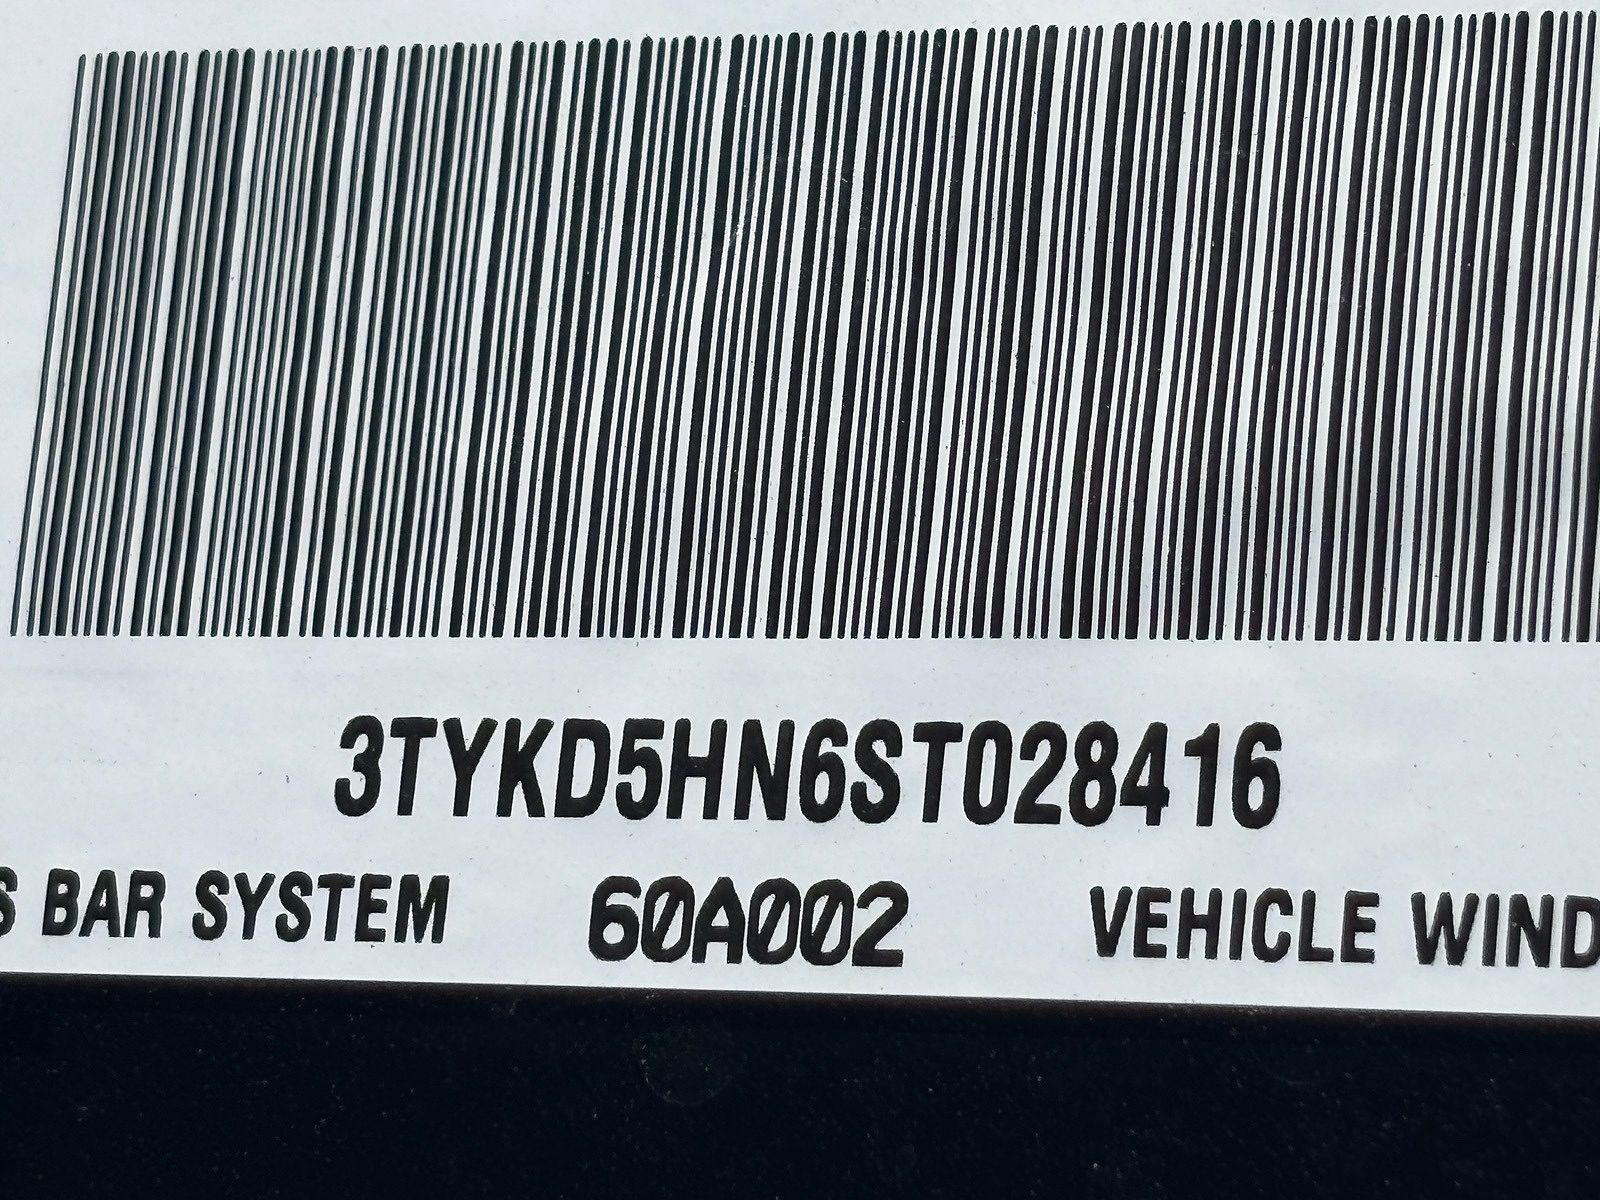 3TYKD5HN6ST028416
S BAR SYSTEM 60A002 VEHICLE WIND